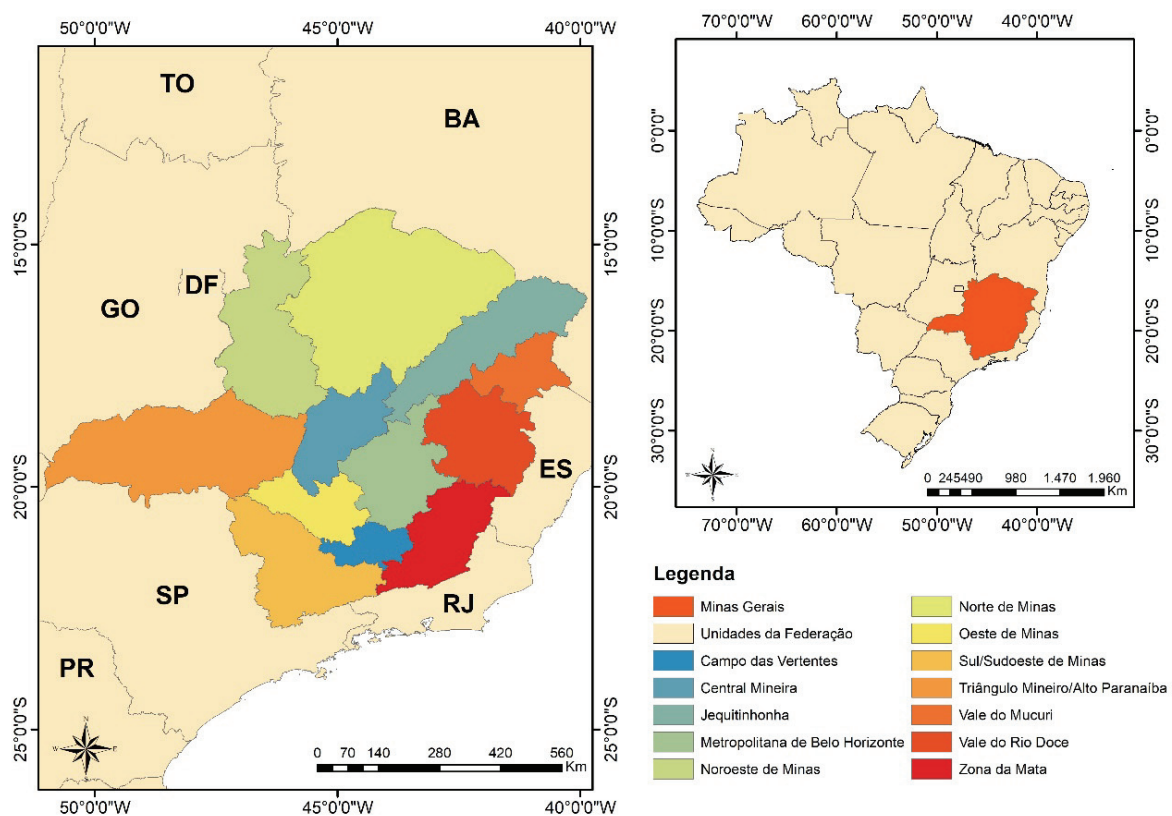 50°0'0"W 45°0'0"W 40°0'0"W
TO
BA
15°0'0"S 15°0'0"S
DF
GO
20°0'0"S 20°0'0"S
ES
SP
RJ
PR
25°0'0"S 25°0'0"S
N
W E
S
0 70 140 280 420 560
Km
50°0'0"W 45°0'0"W 40°0'0"W
70°0'0"W 60°0'0"W 50°0'0"W 40°0'0"W
0°0'0" 0°0'0"
10°0'0"S 10°0'0"S
20°0'0"S 20°0'0"S
30°0'0"S 30°0'0"S
0 245490 980 1.470 1.960
Km
70°0'0"W 60°0'0"W 50°0'0"W 40°0'0"W
Legenda
Minas Gerais
Unidades da Federação
Campo das Vertentes
Central Mineira
Jequitinhonha
Metropolitana de Belo Horizonte
Noroeste de Minas
Norte de Minas
Oeste de Minas
Sul/Sudoeste de Minas
Triângulo Mineiro/Alto Paranaíba
Vale do Mucuri
Vale do Rio Doce
Zona da Mata